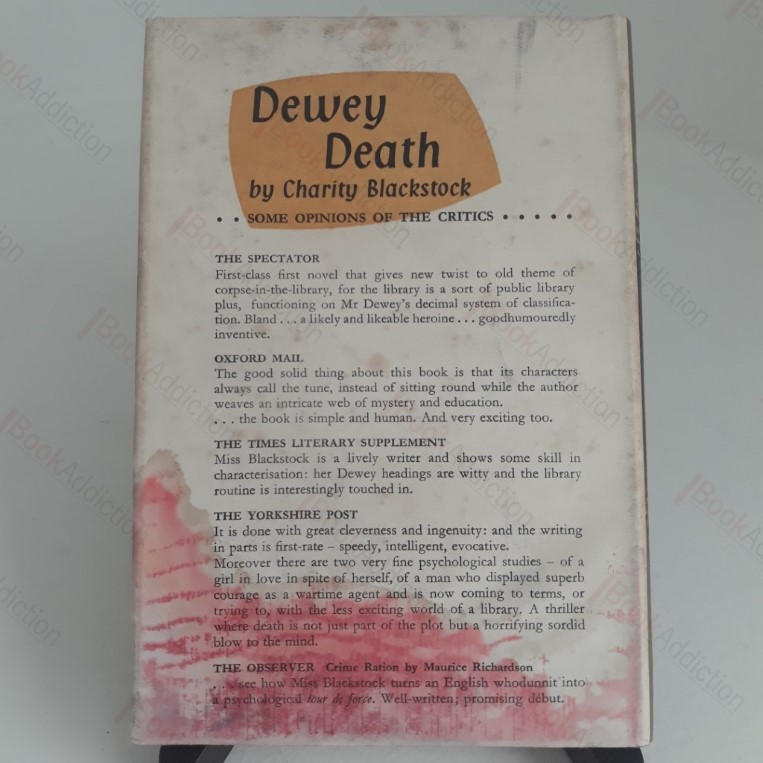 Dewey
Death
by Charity Blackstock
• • SOME OPINIONS OF THE CRITICS • • • • •
THE SPECTATOR
First-class first novel that gives new twist to old theme of
corpse-in-the-library, for the library is a sort of public library
plus, functioning on Mr Dewey's decimal system of classifica-
tion. Bland . . . a likely and likeable heroine . . . goodhumouredly
inventive.
OXFORD MAIL
The good solid thing about this book is that its characters
always call the tune, instead of sitting round while the author
weaves an intricate web of mystery and education.
. . . the book is simple and human. And very exciting too.
THE TIMES LITERARY SUPPLEMENT
Miss Blackstock is a lively writer and shows some skill in
characterisation: her Dewey headings are witty and the library
routine is interestingly touched in.
THE YORKSHIRE POST
It is done with great cleverness and ingenuity: and the writing
in parts is first-rate – speedy, intelligent, evocative.
Moreover there are two very fine psychological studies – of a
girl in love in spite of herself, of a man who displayed superb
courage as a wartime agent and is now coming to terms, or
trying to, with the less exciting world of a library. A thriller
where death is not just part of the plot but a horrifying sordid
blow to the mind.
THE OBSERVER Crime Ration by Maurice Richardson
. . . see how Miss Blackstock turns an English whodunnit into
a psychological tour de force. Well-written; promising début.
BookAddiction